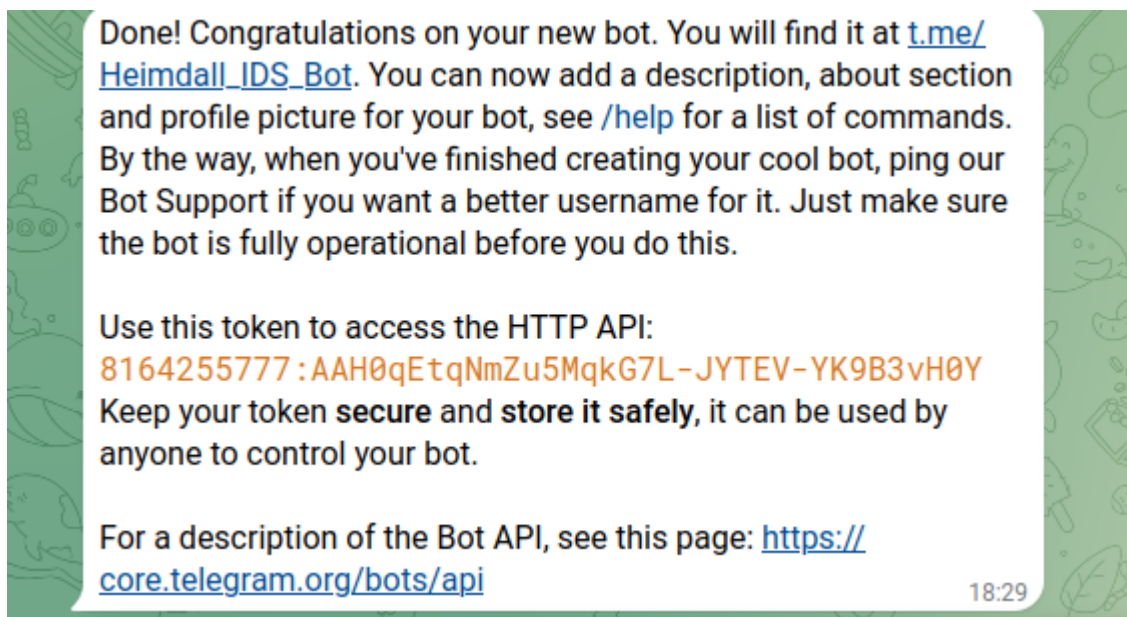 Done! Congratulations on your new bot. You will find it at t.me/
Heimdall_IDS_Bot. You can now add a description, about section
and profile picture for your bot, see /help for a list of commands.
By the way, when you've finished creating your cool bot, ping our
Bot Support if you want a better username for it. Just make sure
the bot is fully operational before you do this.
Use this token to access the HTTP API:
8164255777:AAH0qEtqNmZu5MqkG7L-JYTEV-YK9B3vH0Y
Keep your token secure and store it safely, it can be used by
anyone to control your bot.
For a description of the Bot API, see this page: https://
core.telegram.org/bots/api
18:29